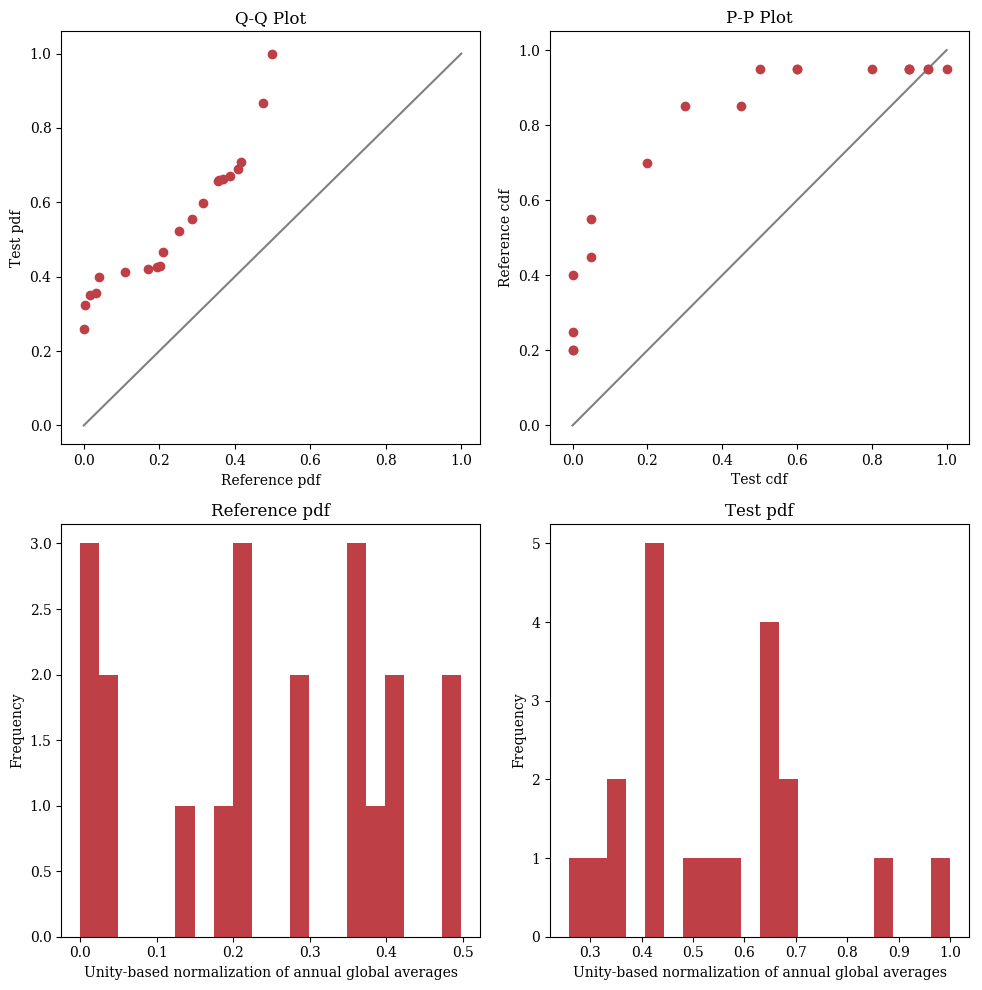 Q-Q Plot
1.0
0.8
0.6
0.4
0.2
0.0
Test pdf
0.0 0.2 0.4 0.6 0.8 1.0
Reference pdf
P-P Plot
1.0
0.8
0.6
0.4
0.2
0.0
Reference cdf
0.0 0.2 0.4 0.6 0.8 1.0
Test cdf
Reference pdf
3.0
2.5
2.0
1.5
1.0
0.5
0.0
Frequency
0.0 0.1 0.2 0.3 0.4 0.5
Unity-based normalization of annual global averages
Test pdf
5
4
3
2
1
0
Frequency
0.3 0.4 0.5 0.6 0.7 0.8 0.9 1.0
Unity-based normalization of annual global averages